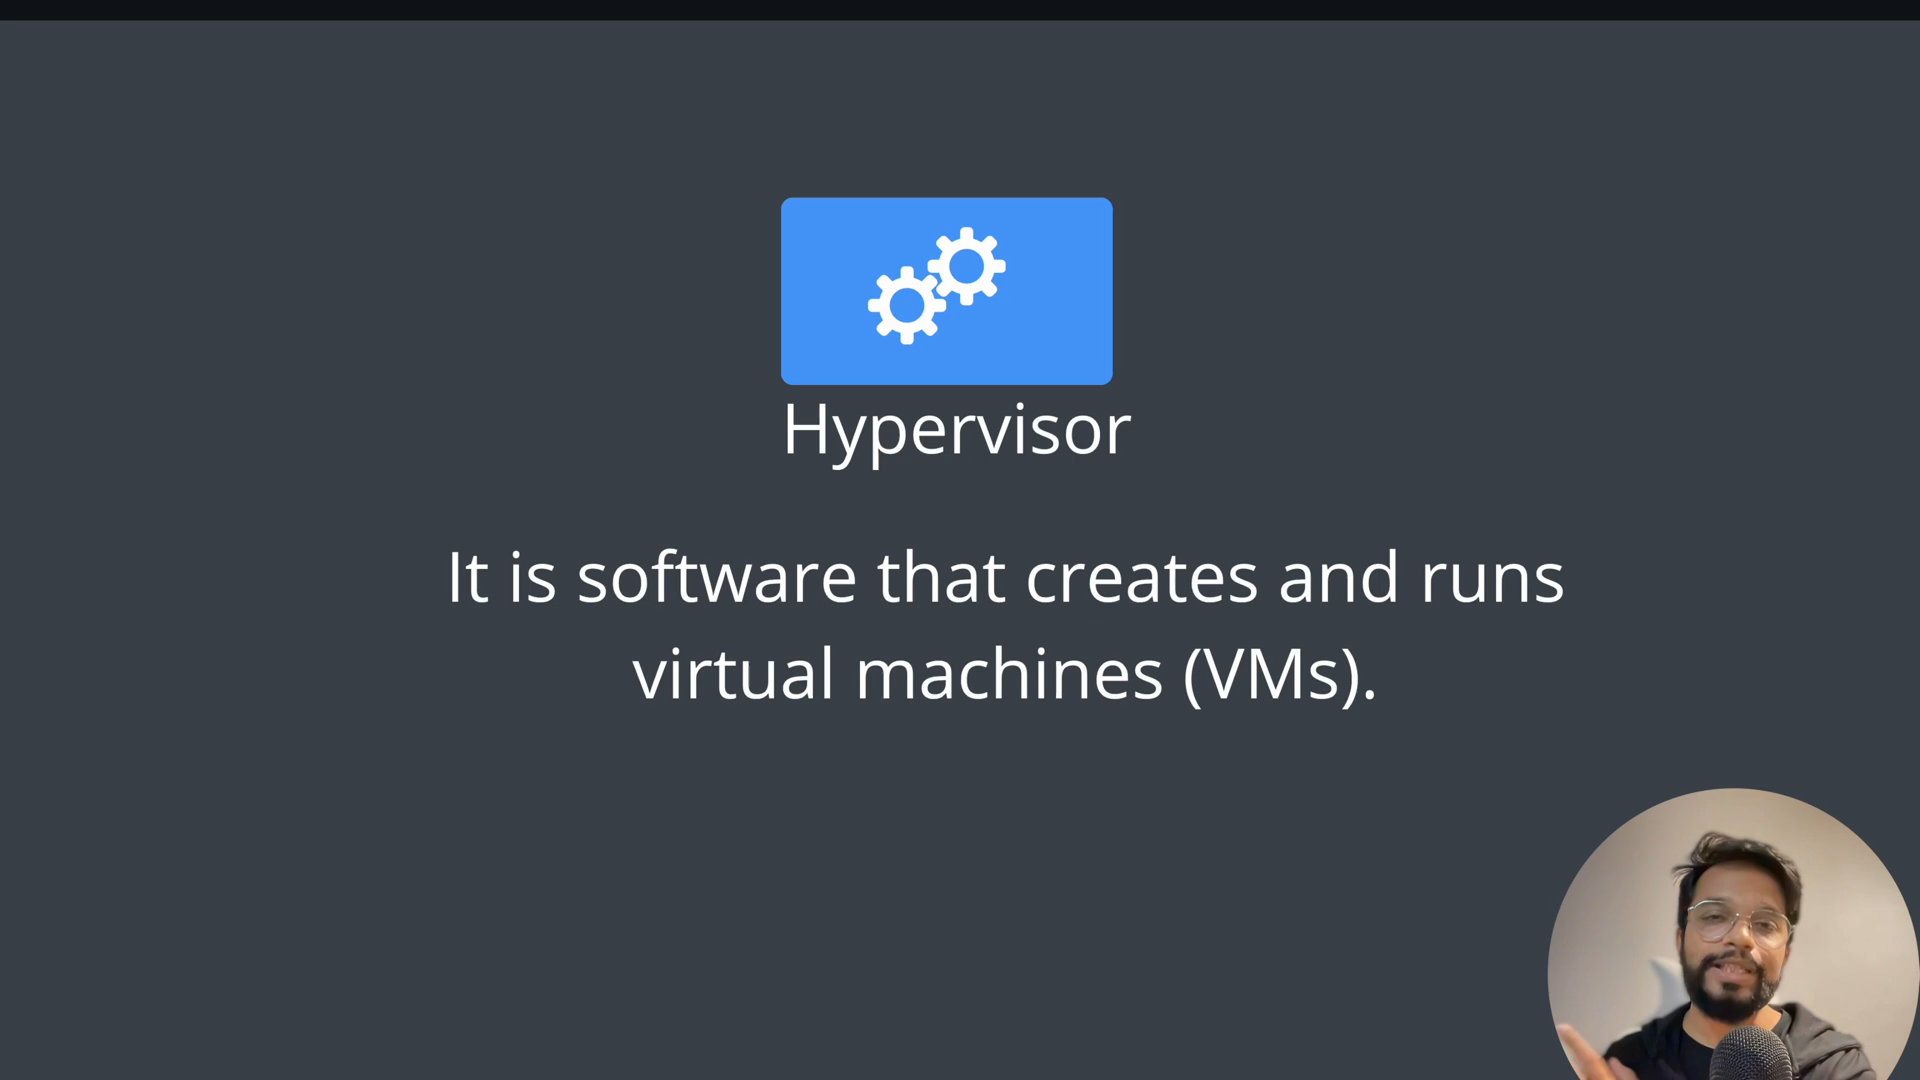 Hypervisor
It is software that creates and runs
virtual machines (VMs).